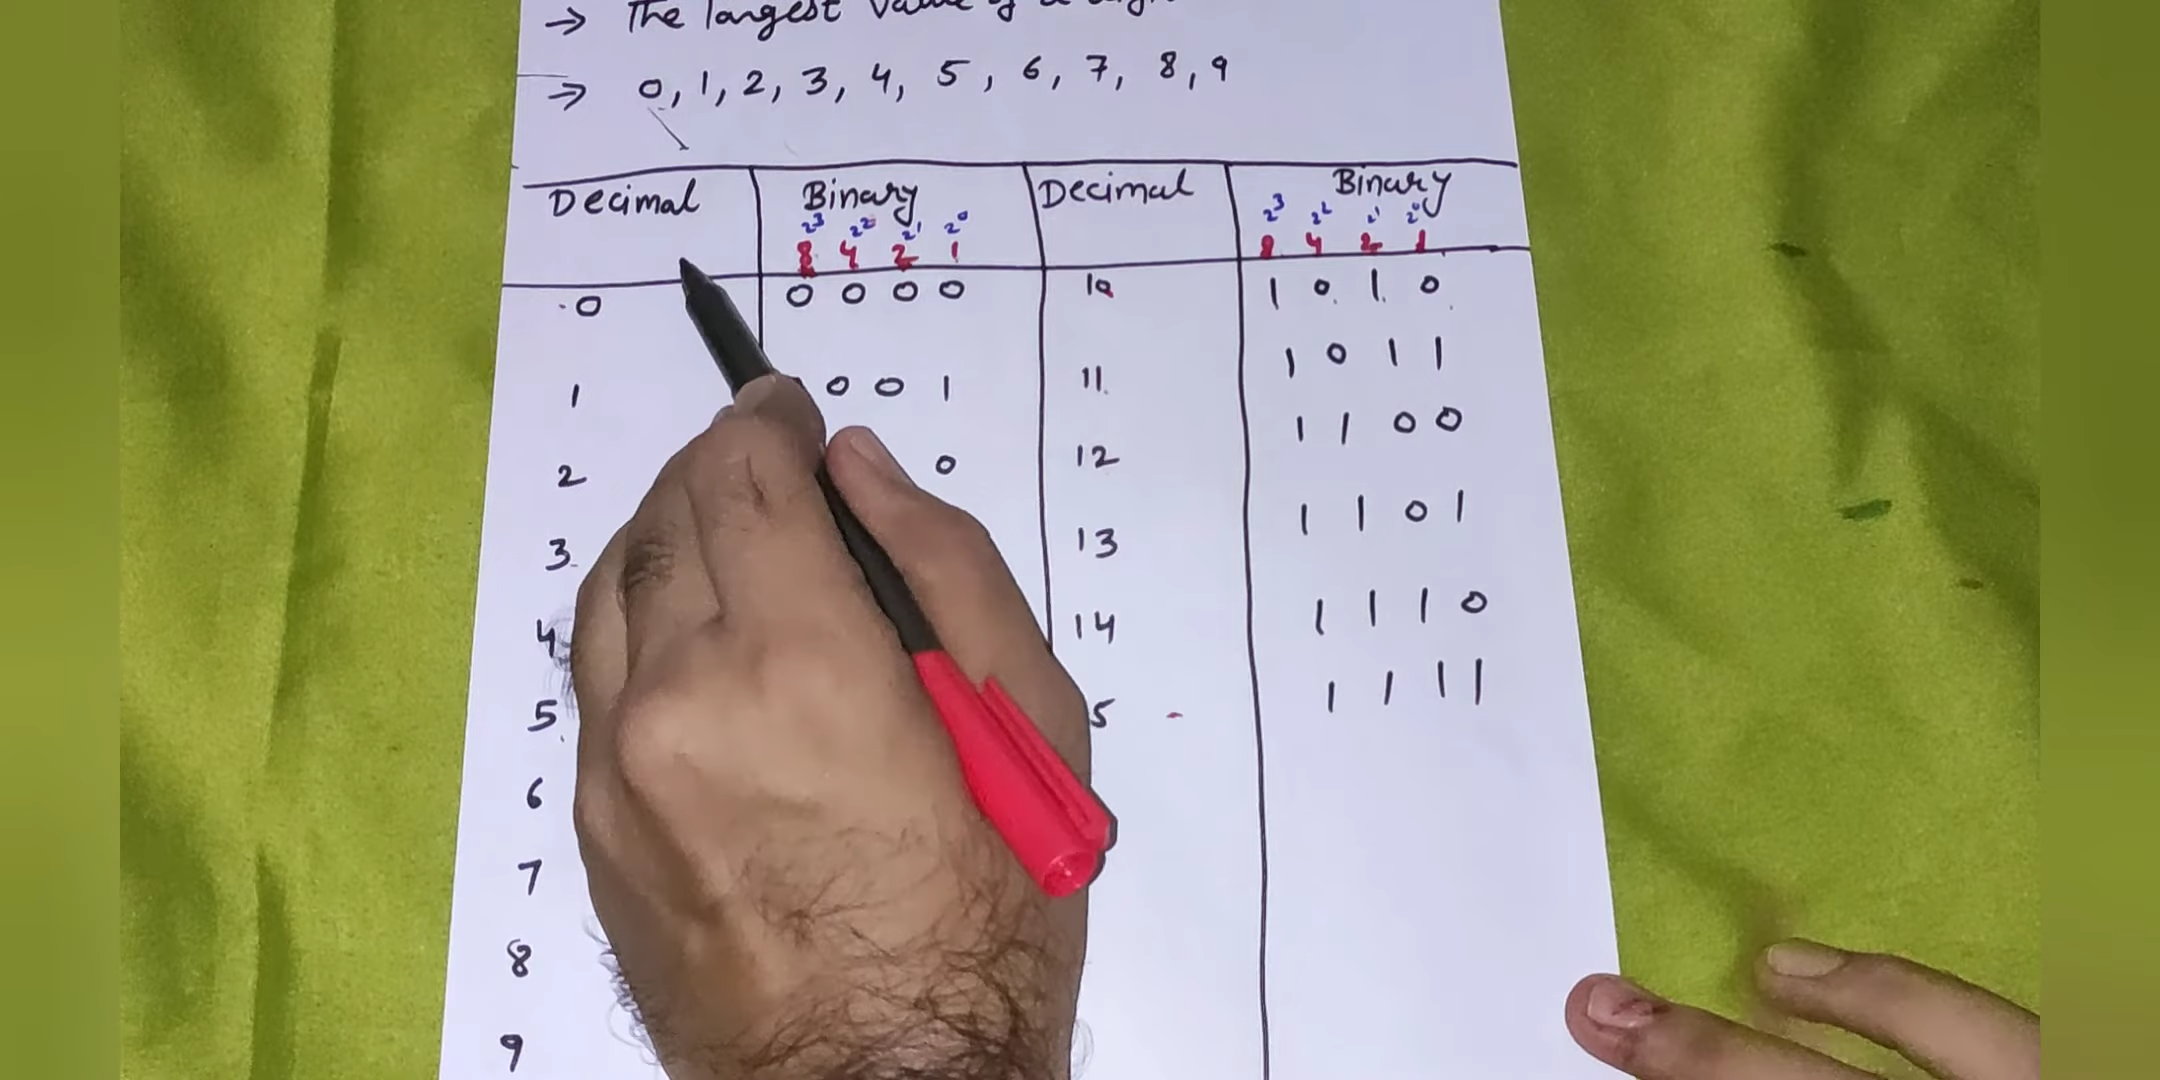 → The largest value of a
→ 0, 1, 2, 3, 4, 5, 6, 7, 8, 9
Decimal Binary Decimal Binary
2³ 2² 2¹ 2⁰ 2³ 2² 2¹ 2⁰
8 4 2 1 8 4 2 1
0 0 0 0 0 10 1 0 1 0
1 0 0 1 11 1 0 1 1
2 0 12 1 1 0 0
3 13 1 1 0 1
4 14 1 1 1 0
5 5 1 1 1 1
6
7
8
9